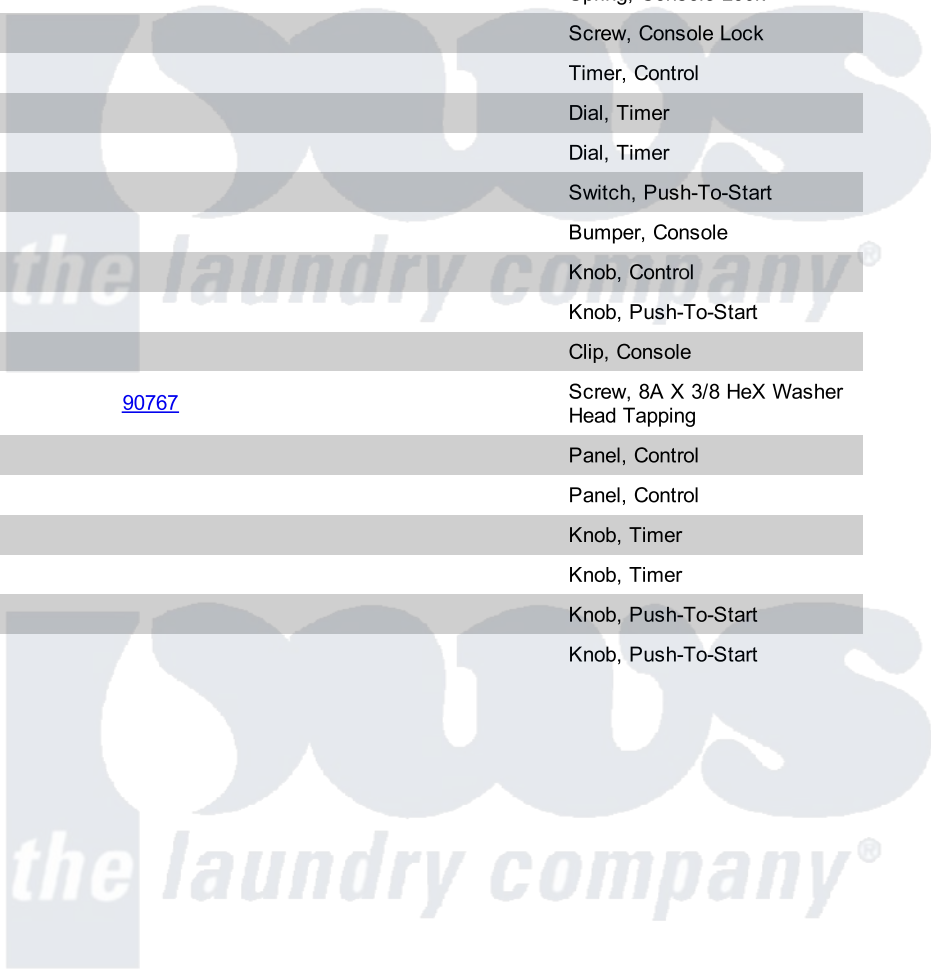 Screw, Console Lock
Timer, Control
Dial, Timer
Dial, Timer
Switch, Push-To-Start
Bumper, Console
the laundry company®
Knob, Control
Knob, Push-To-Start
Clip, Console
90767
Screw, 8A X 3/8 HeX Washer
Head Tapping
Panel, Control
Panel, Control
Knob, Timer
Knob, Timer
Knob, Push-To-Start
Knob, Push-To-Start
pws
the laundry company®